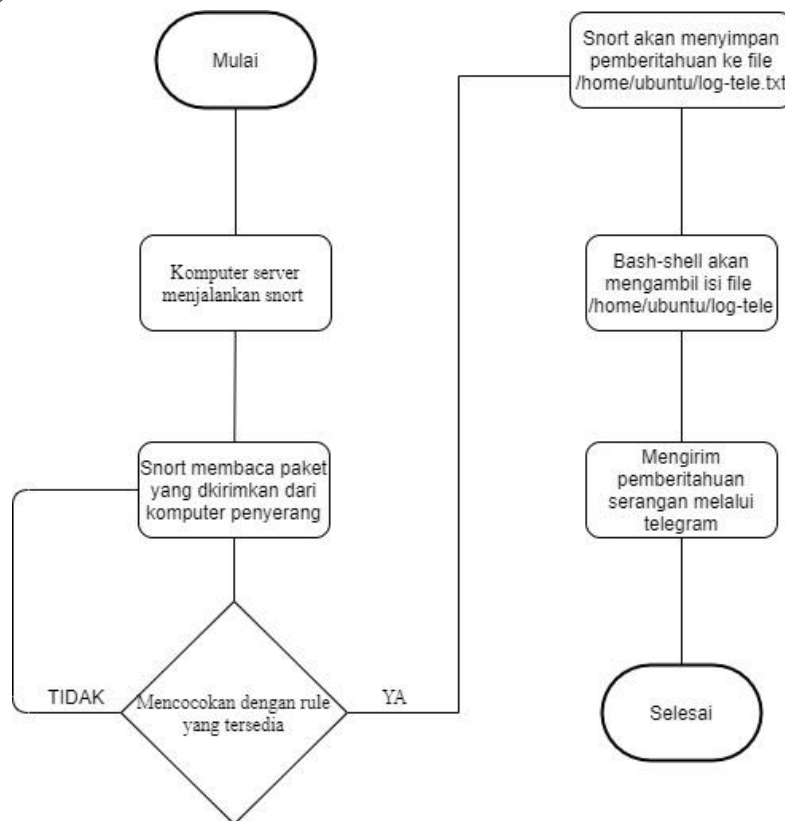 Mulai
Komputer server
menjalankan snort
Snort membaca paket
yang dkirimkan dari
komputer penyerang
TIDAK
Mencocokan dengan rule
yang tersedia
YA
Snort akan menyimpan
pemberitahuan ke file
/home/ubuntu/log-tele.txt
Bash-shell akan
mengambil isi file
/home/ubuntu/log-tele
Mengirim
pemberitahuan
serangan melalui
telegram
Selesai